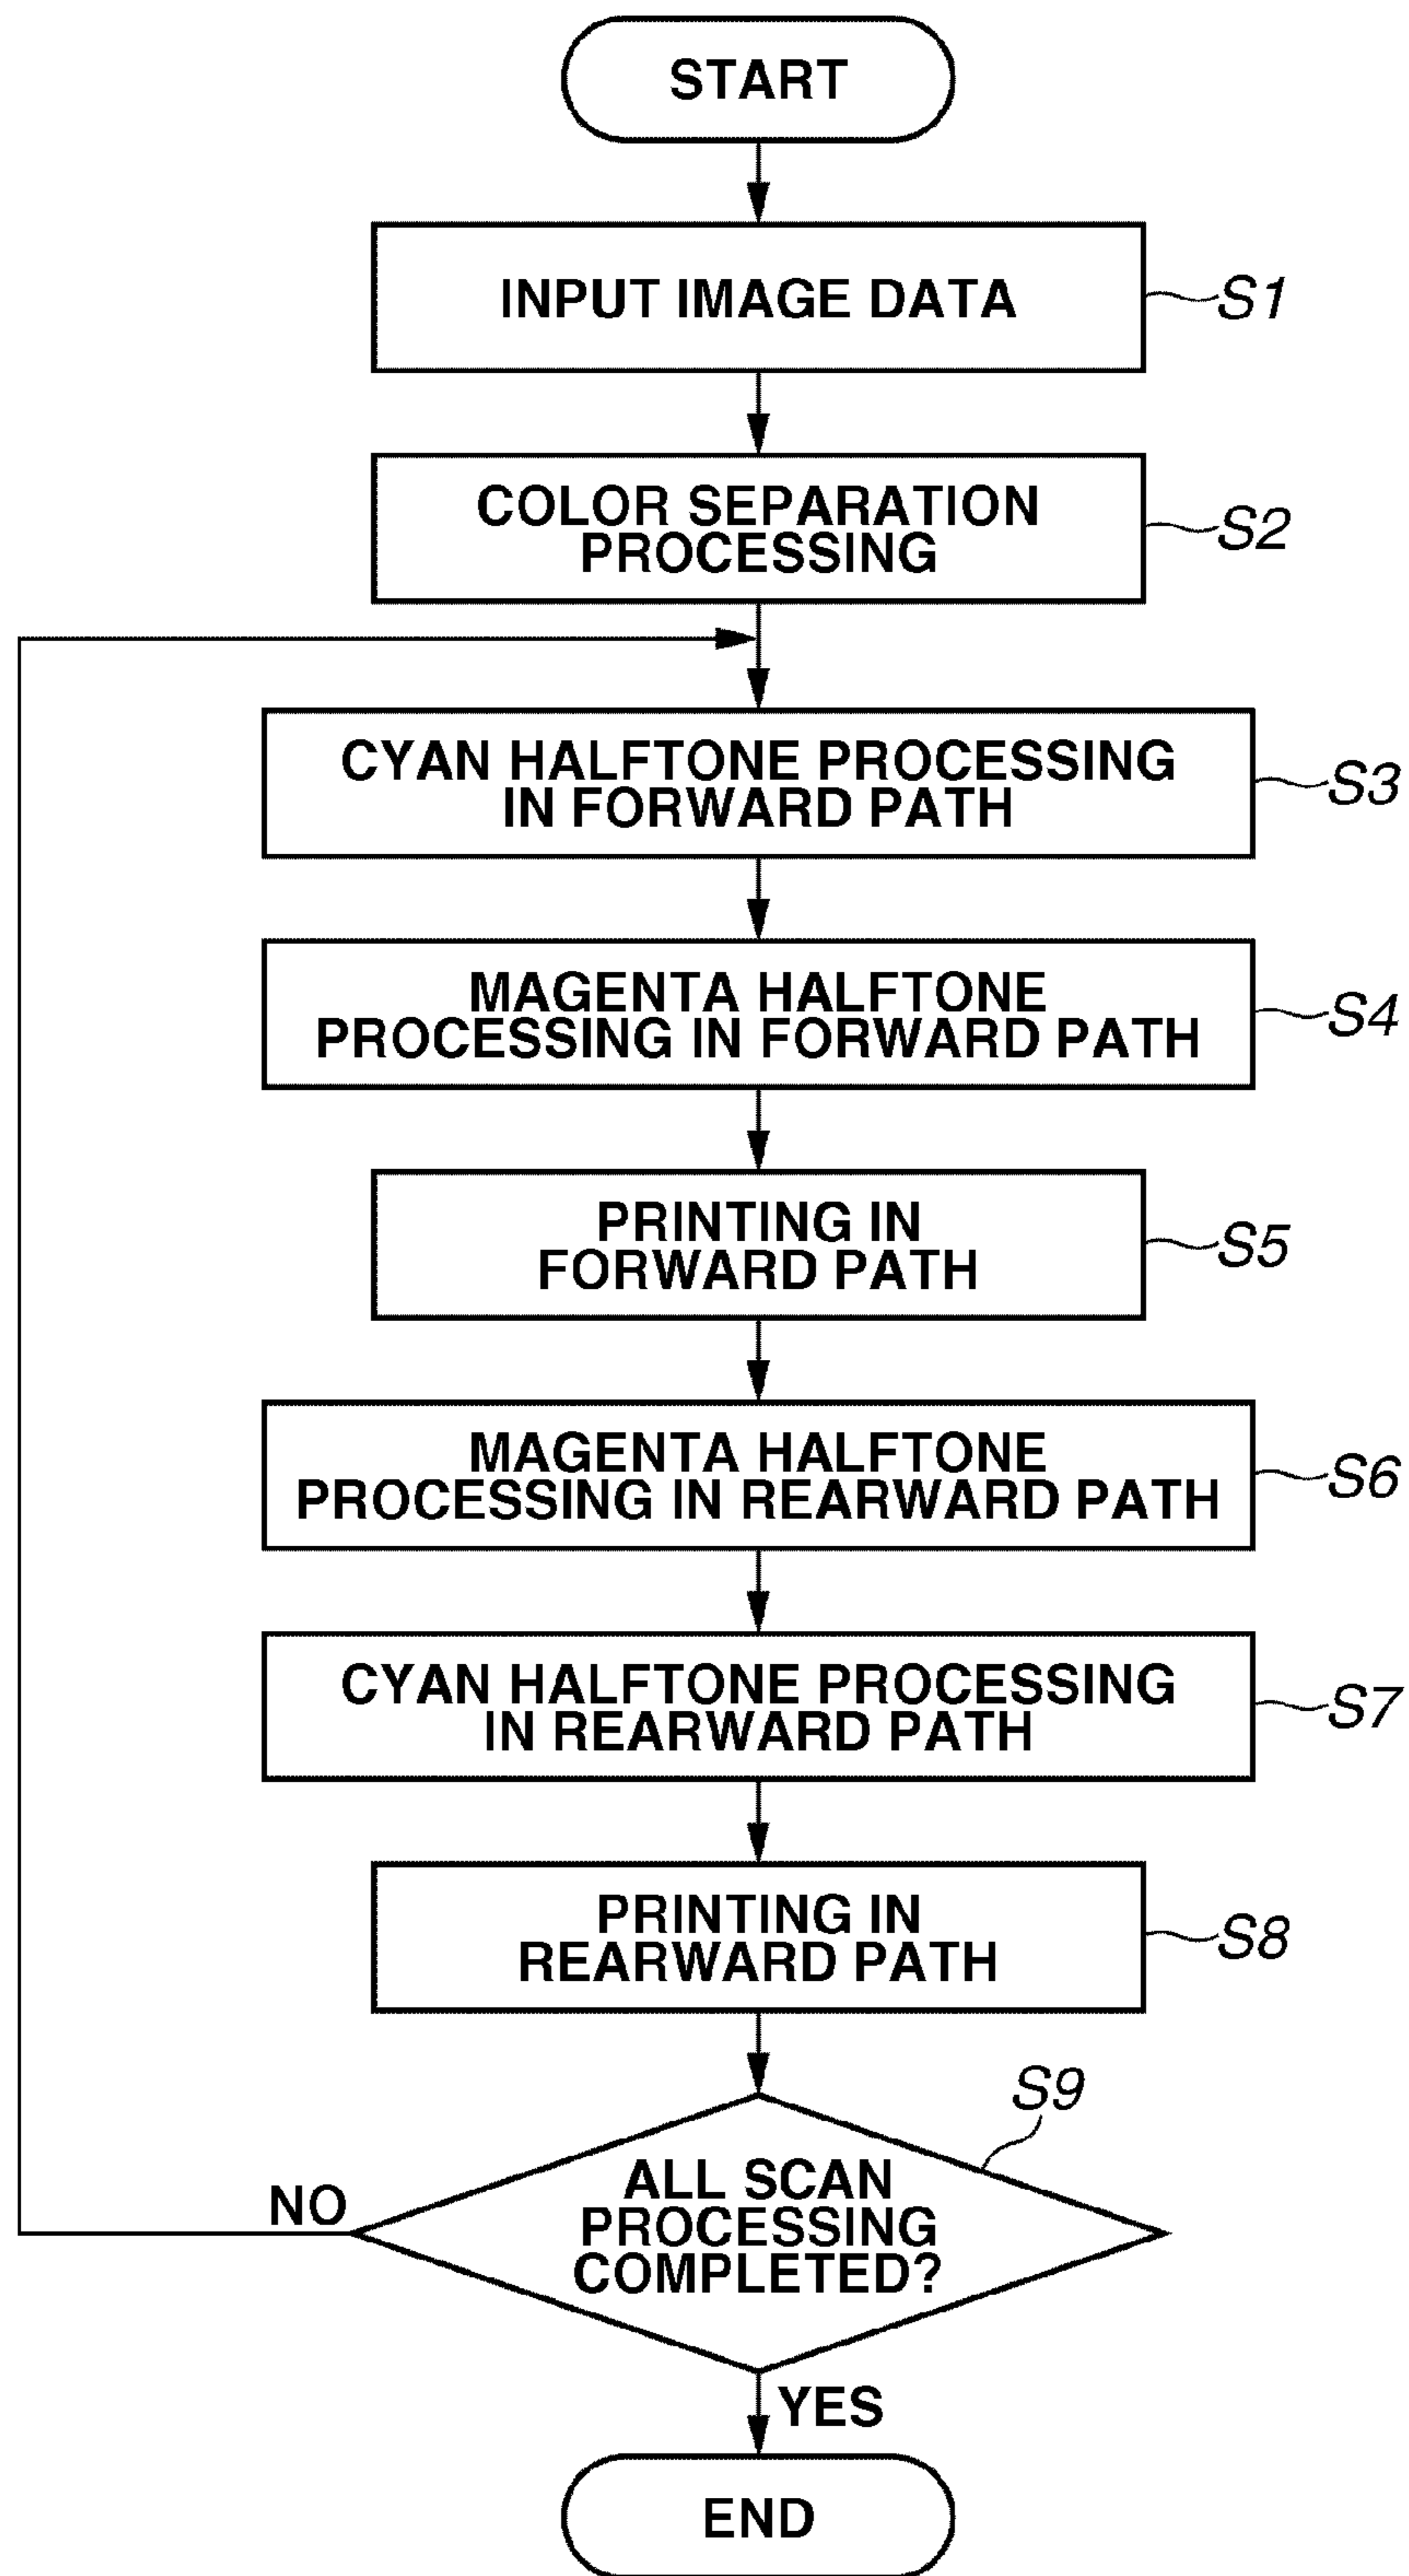 START
INPUT IMAGE DATA
S1
COLOR SEPARATION
PROCESSING
S2
CYAN HALFTONE PROCESSING
IN FORWARD PATH
S3
MAGENTA HALFTONE
PROCESSING IN FORWARD PATH
S4
PRINTING IN
FORWARD PATH
S5
MAGENTA HALFTONE
PROCESSING IN REARWARD PATH
S6
CYAN HALFTONE PROCESSING
IN REARWARD PATH
S7
PRINTING IN
REARWARD PATH
S8
S9
ALL SCAN
PROCESSING
COMPLETED?
NO
YES
END